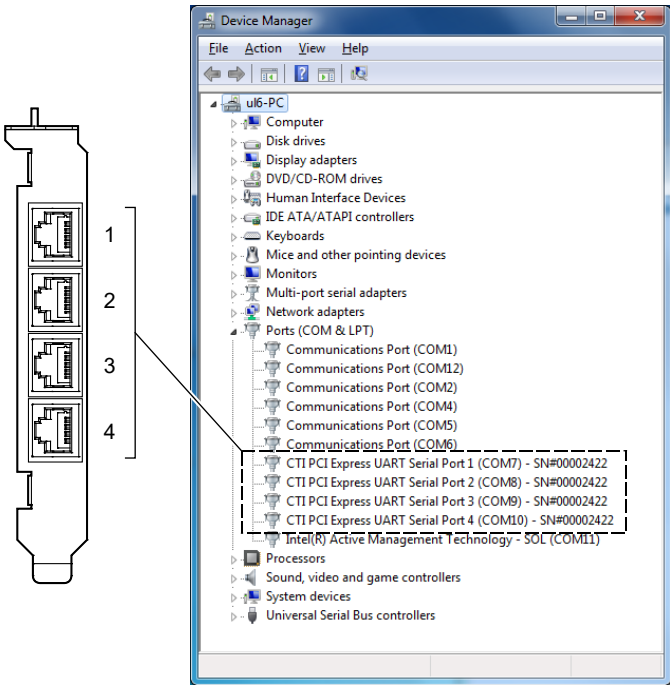 1
2
3
4
Device Manager
File Action View Help
ul6-PC
Computer
Disk drives
Display adapters
DVD/CD-ROM drives
Human Interface Devices
IDE ATA/ATAPI controllers
Keyboards
Mice and other pointing devices
Monitors
Multi-port serial adapters
Network adapters
Ports (COM & LPT)
Communications Port (COM1)
Communications Port (COM12)
Communications Port (COM2)
Communications Port (COM4)
Communications Port (COM5)
Communications Port (COM6)
CTI PCI Express UART Serial Port 1 (COM7) - SN#00002422
CTI PCI Express UART Serial Port 2 (COM8) - SN#00002422
CTI PCI Express UART Serial Port 3 (COM9) - SN#00002422
CTI PCI Express UART Serial Port 4 (COM10) - SN#00002422
Intel(R) Active Management Technology - SOL (COM11)
Processors
Sound, video and game controllers
System devices
Universal Serial Bus controllers